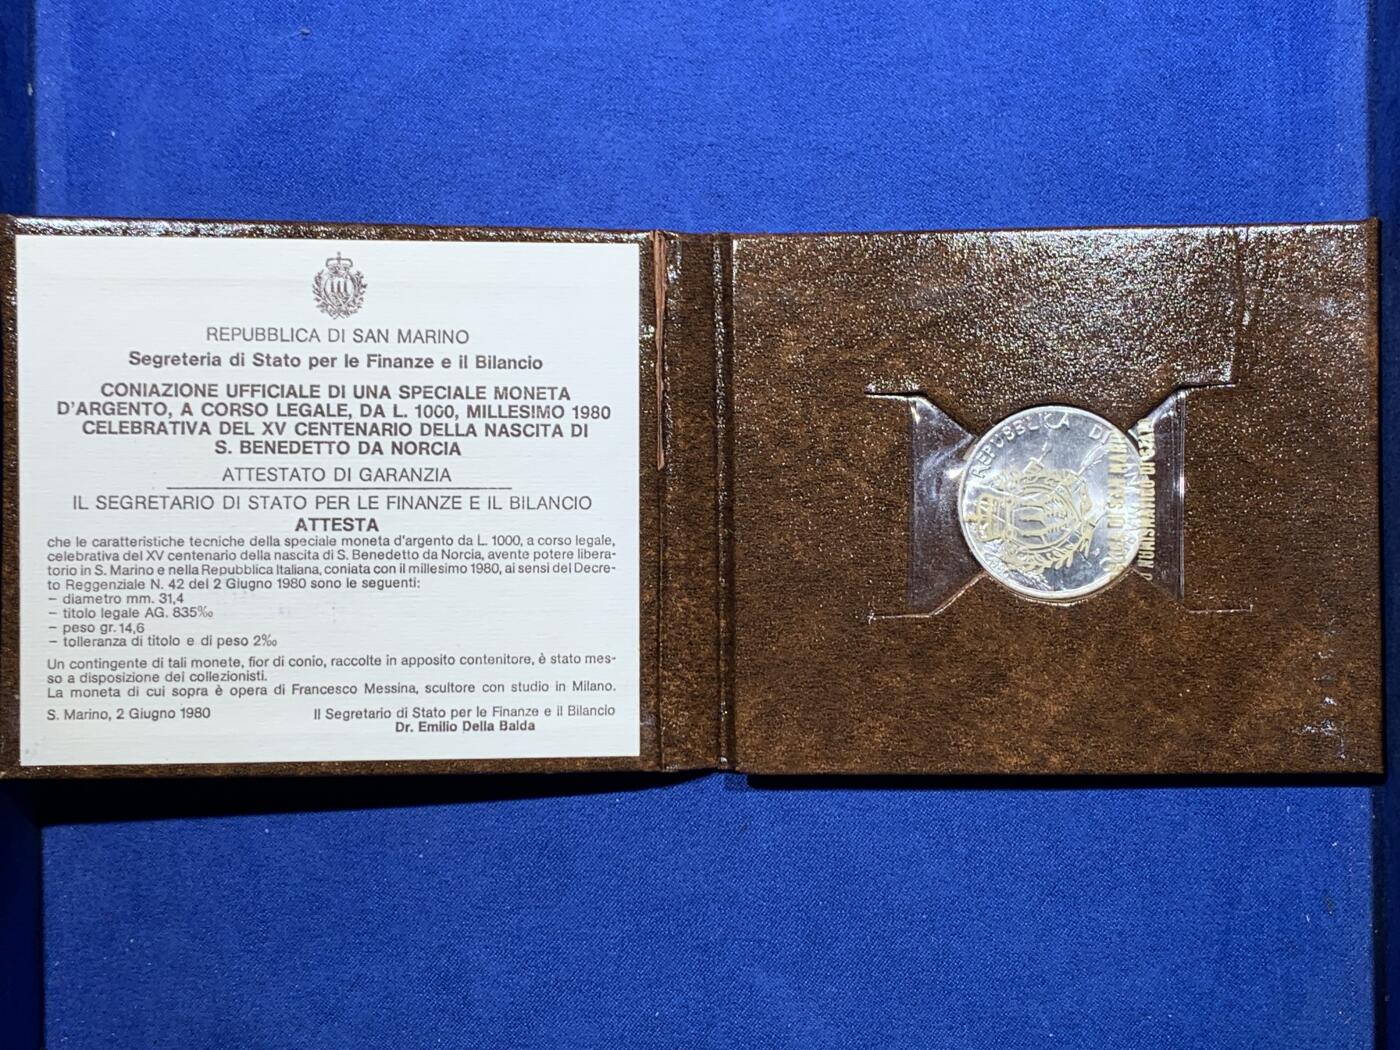 REPUBBLICA DI SAN MARINO
Segreteria di Stato per le Finanze e il Bilancio
CONIAZIONE UFFICIALE DI UNA SPECIALE MONETA
D'ARGENTO, A CORSO LEGALE, DA L. 1000, MILLESIMO 1980
CELEBRATIVA DEL XV CENTENARIO DELLA NASCITA DI
S. BENEDETTO DA NORCIA
ATTESTATO DI GARANZIA
IL SEGRETARIO DI STATO PER LE FINANZE E IL BILANCIO
ATTESTA
che le caratteristiche tecniche della speciale moneta d'argento da L. 1000, a corso legale,
celebrativa del XV centenario della nascita di S. Benedetto da Norcia, avente potere libera-
torio in S. Marino e nella Repubblica Italiana, coniata con il millesimo 1980, ai sensi del Decre-
to Reggenziale N. 42 del 2 Giugno 1980 sono le seguenti:
– diametro mm. 31,4
– titolo legale AG. 835‰
– peso gr. 14,6
– tolleranza di titolo e di peso 2‰
Un contingente di tali monete, fior di conio, raccolte in apposito contenitore, è stato mes-
so a disposizione dei collezionisti.
La moneta di cui sopra è opera di Francesco Messina, scultore con studio in Milano.
S. Marino, 2 Giugno 1980
Il Segretario di Stato per le Finanze e il Bilancio
Dr. Emilio Della Balda
REPUBBLICA DI
DI SAN